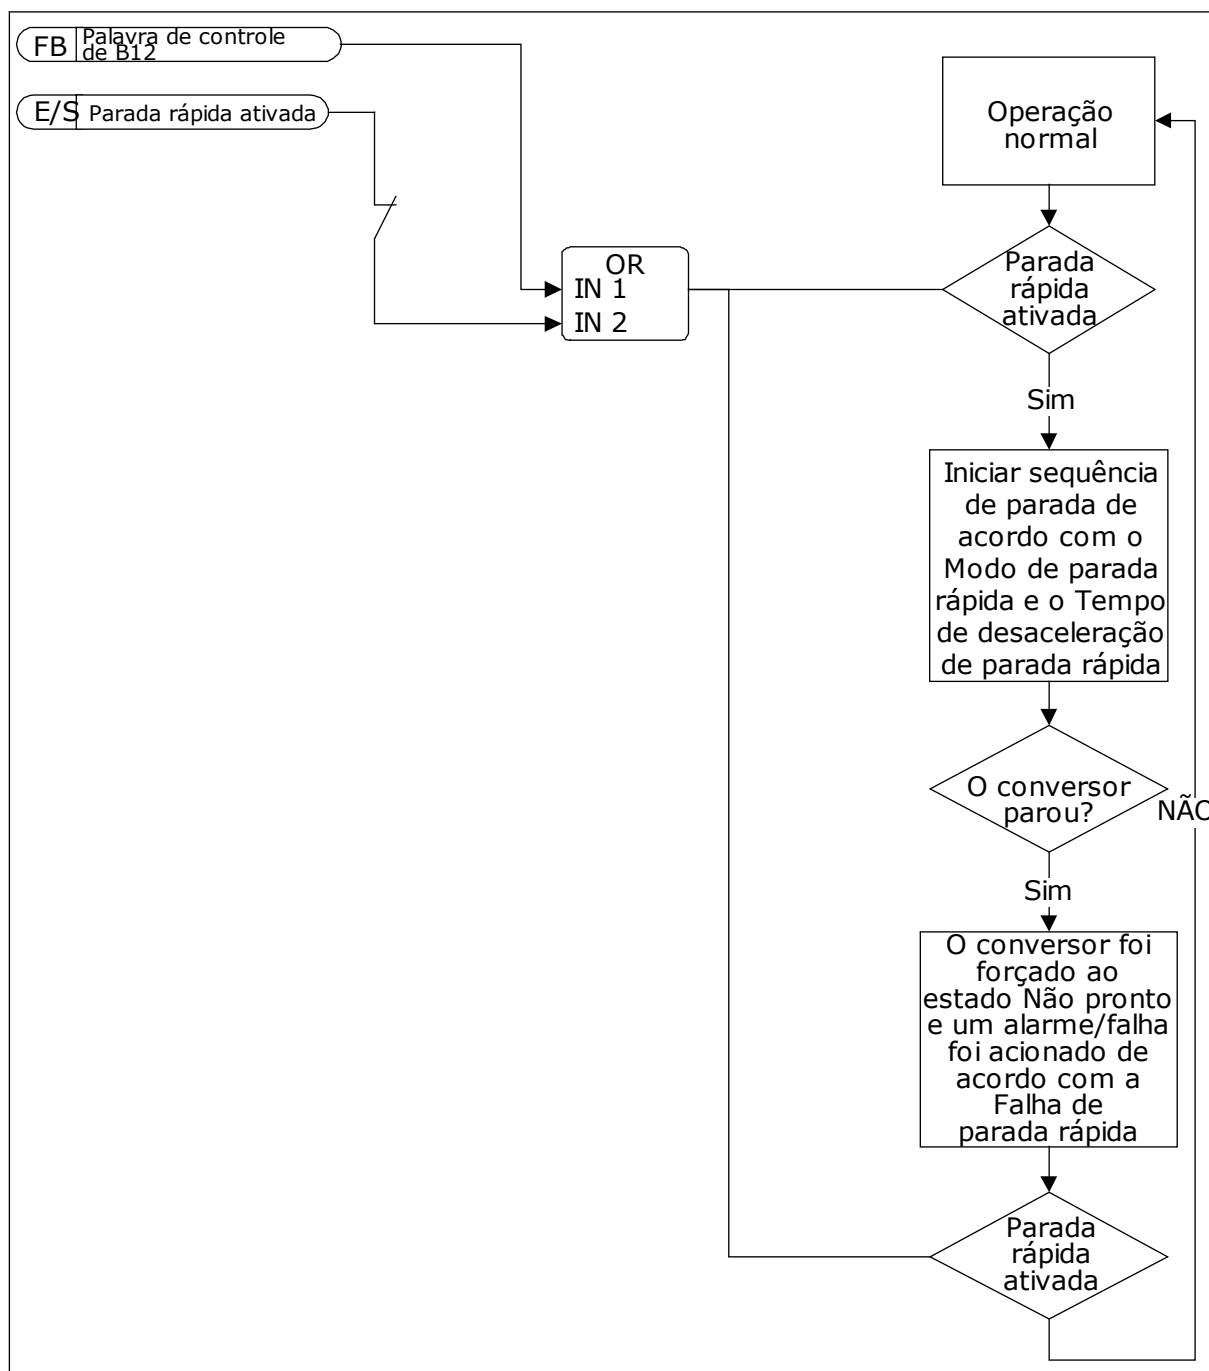 FB
Palavra de controle
de B12
E/S
Parada rápida ativada
OR
IN 1
IN 2
Operação
normal
Parada
rápida
ativada
Sim
Iniciar sequência
de parada de
acordo com o
Modo de parada
rápida e o Tempo
de desaceleração
de parada rápida
O conversor
parou?
NÃO
Sim
O conversor foi
forçado ao
estado Não pronto
e um alarme/falha
foi acionado de
acordo com a
Falha de
parada rápida
Parada
rápida
ativada